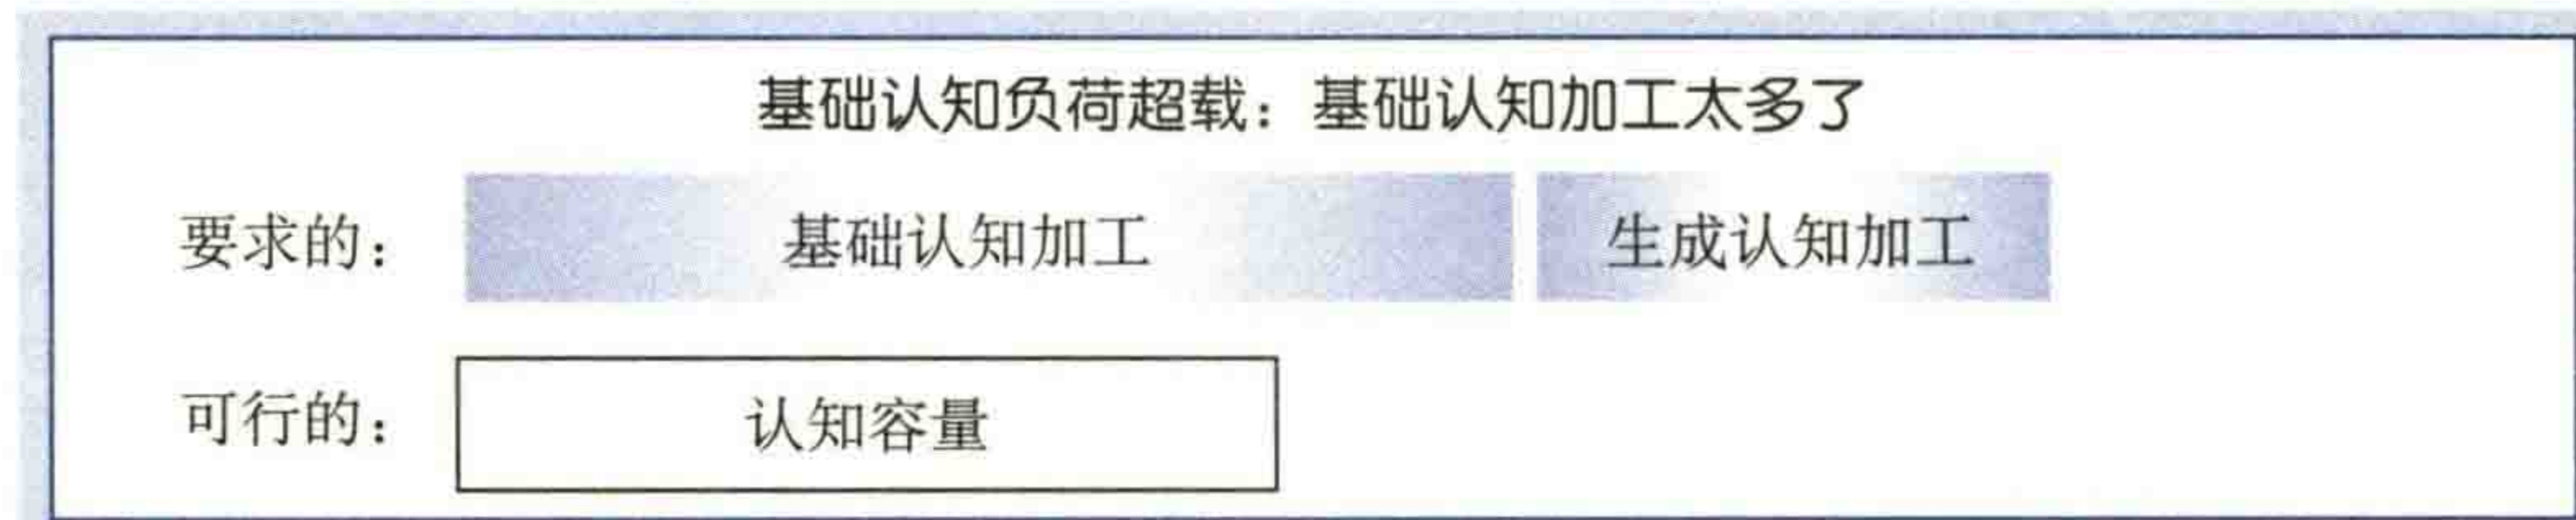 基础认知负荷超载：基础认知加工太多了
要求的： 基础认知加工 生成认知加工
可行的： 认知容量